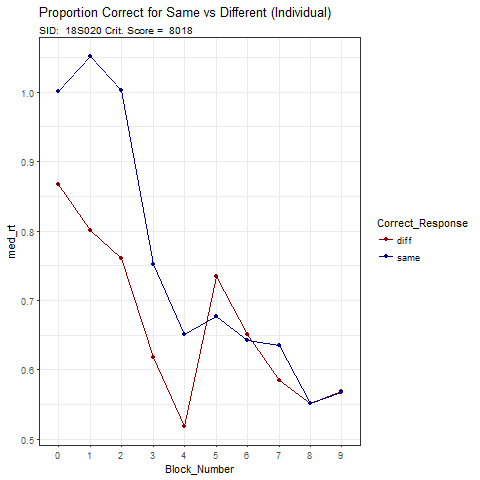 Proportion Correct for Same vs Different (Individual)
SID:  18S020 Crit. Score =  8018
med_rt
1.0
0.9
0.8
0.7
0.6
0.5
0 1 2 3 4 5 6 7 8 9
Block_Number
Correct_Response
diff
same